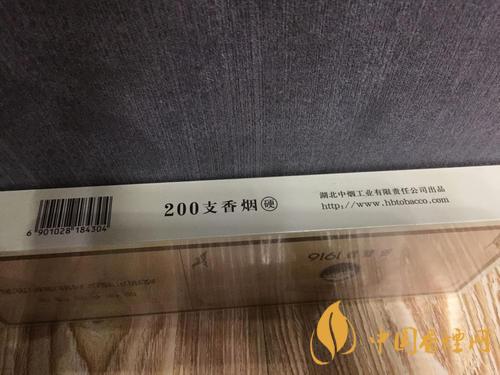 200支香烟硬
湖北中烟工业有限责任公司出品
http://www.hbtobacco.com
6 901028 184304
1916
中国香烟网